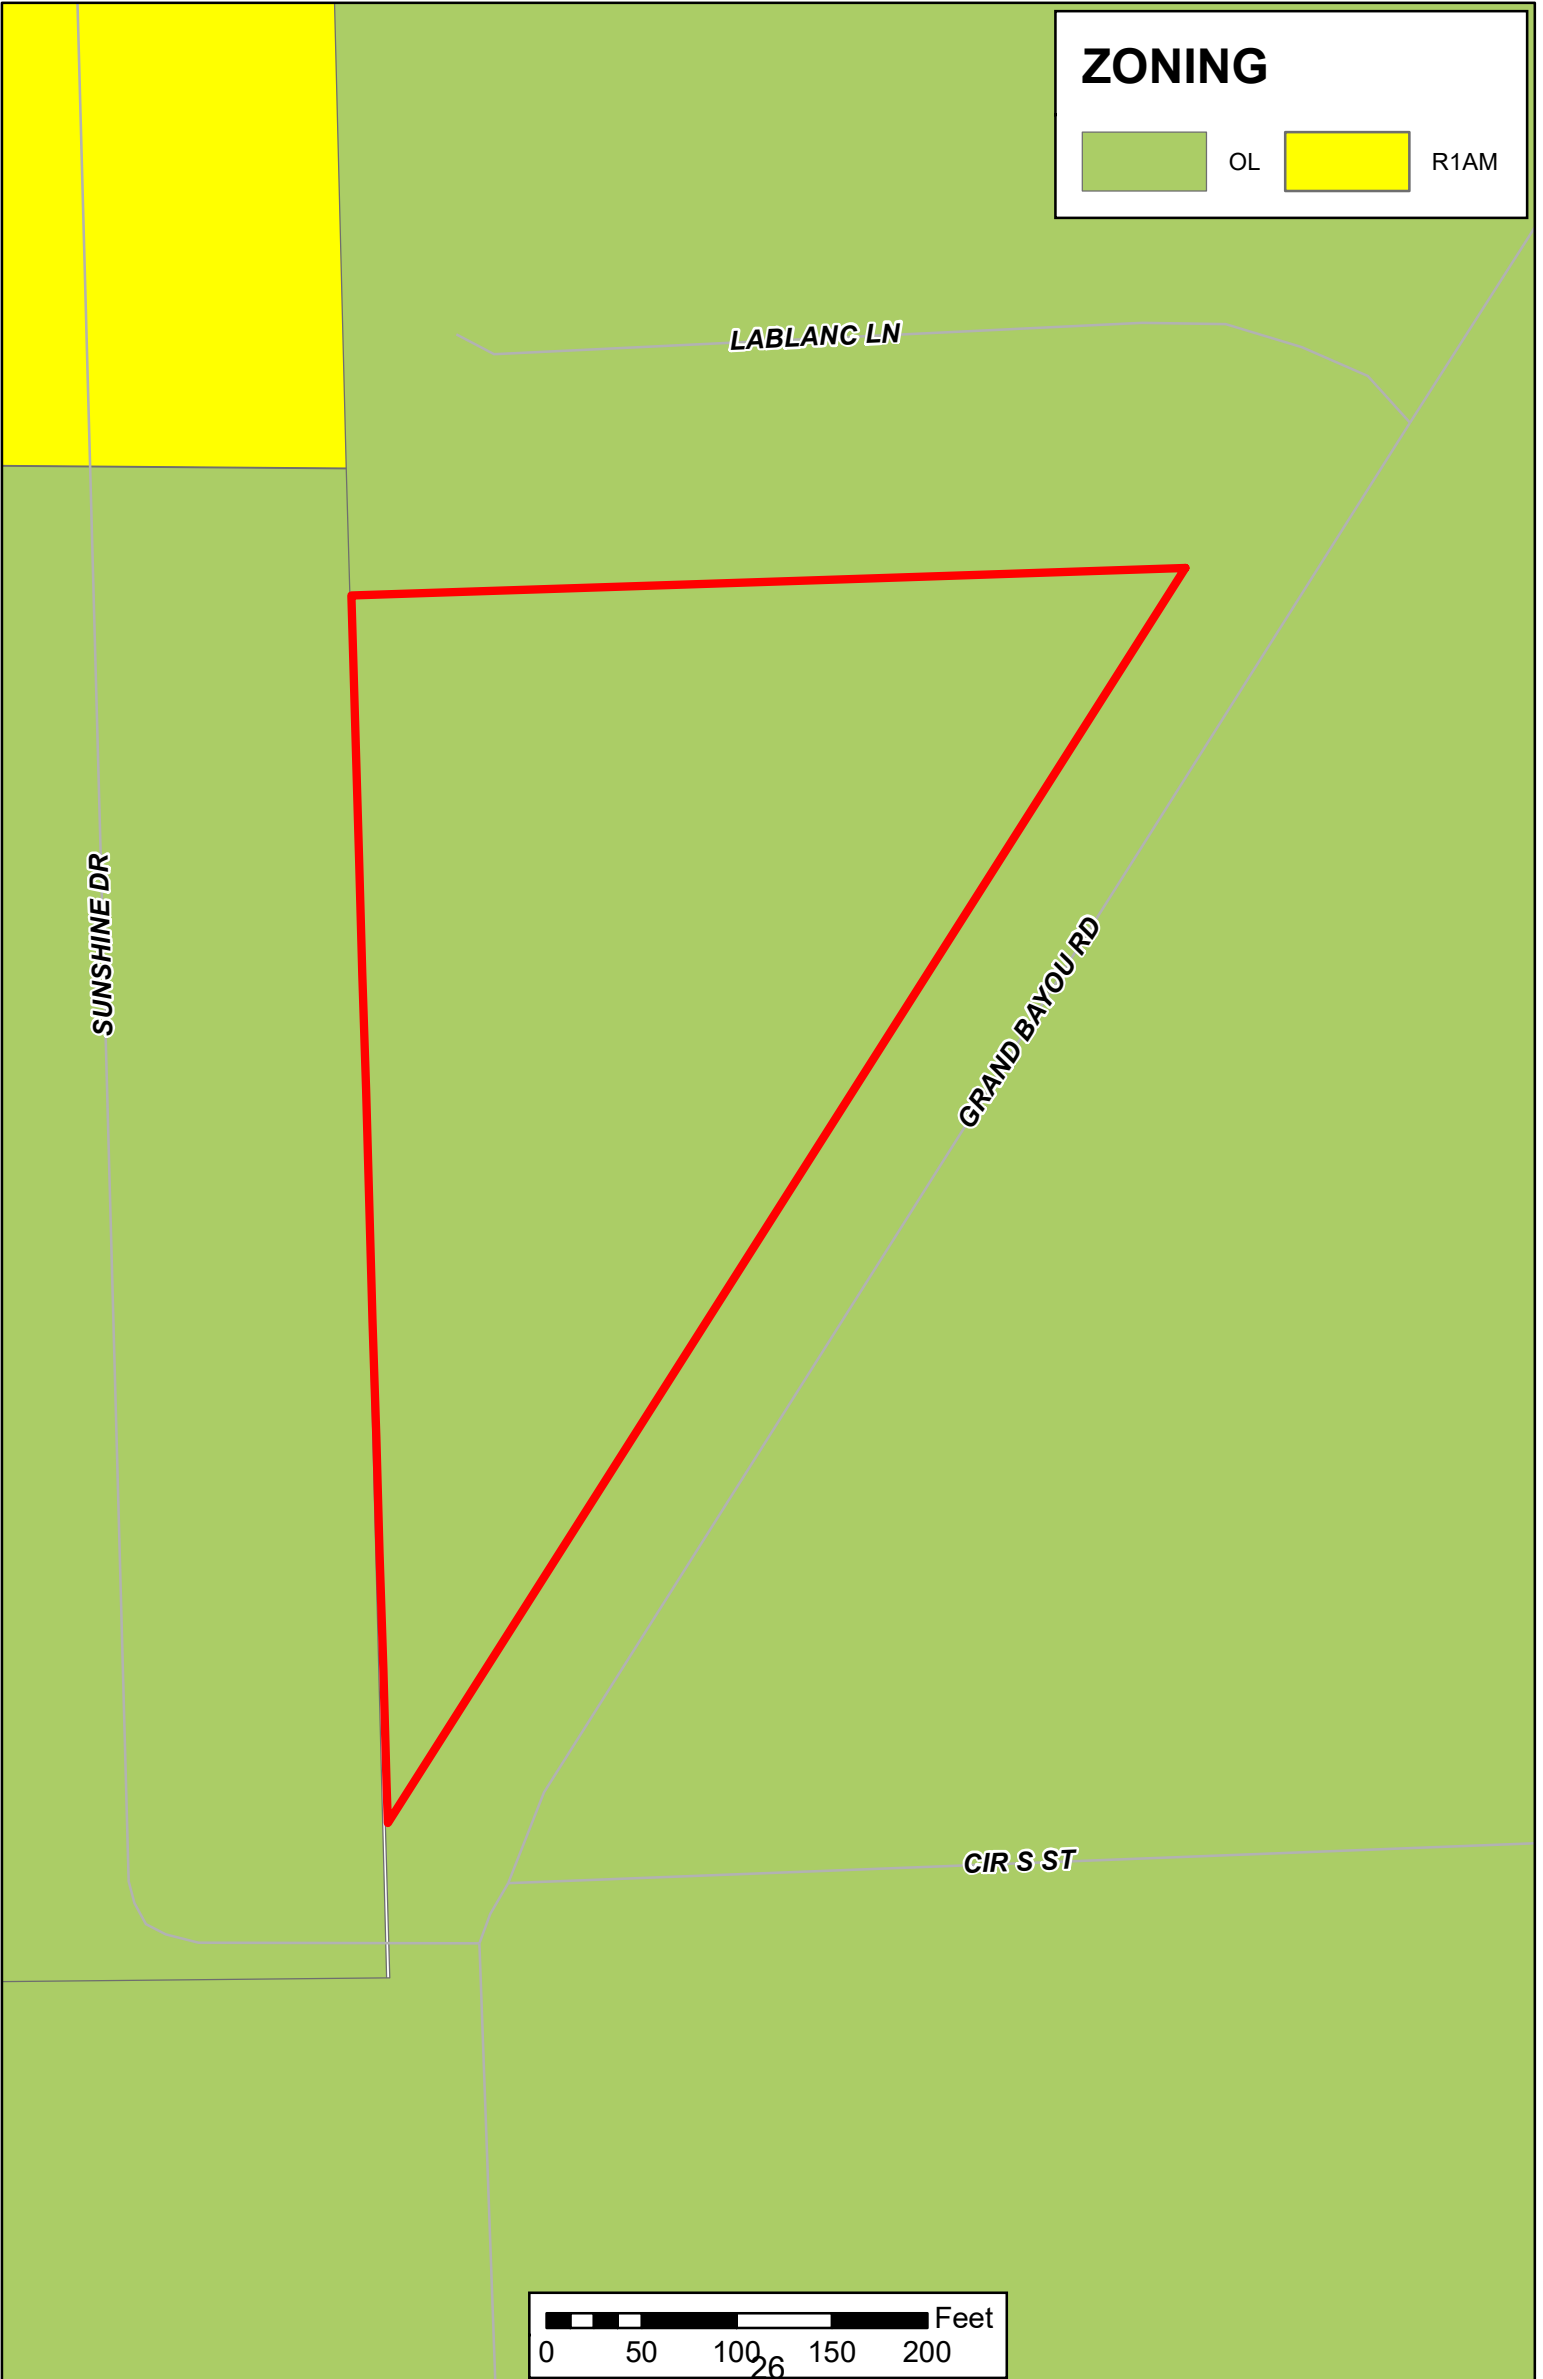 ZONING
OL R1AM
LABLANC LN
SUNSHINE DR
GRAND BAYOU RD
CIR S ST
Feet
0 50 100 150 200
26